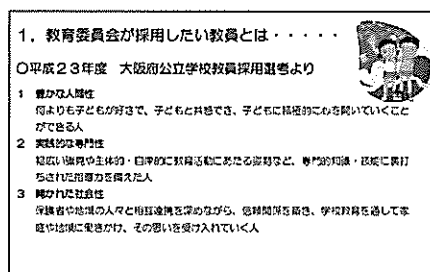 1．教育委員会が採用したい教員とは・・・・・
○平成２３年度　大阪府公立学校教員採用選考より
1　豊かな人間性
何よりも子どもが好きで、子どもと共感でき、子どもに積極的に心を開いていくこと
ができる人
2　実践的な専門性
幅広い識見や主体的・自律的に教育活動にあたる姿勢など、専門的知識・技能に裏打
ちされた指導力を備えた人
3　開かれた社会性
保護者や地域の人々と相互連携を深めながら、信頼関係を築き、学校教育を通して家
庭や地域に働きかけ、その思いを受け入れていく人